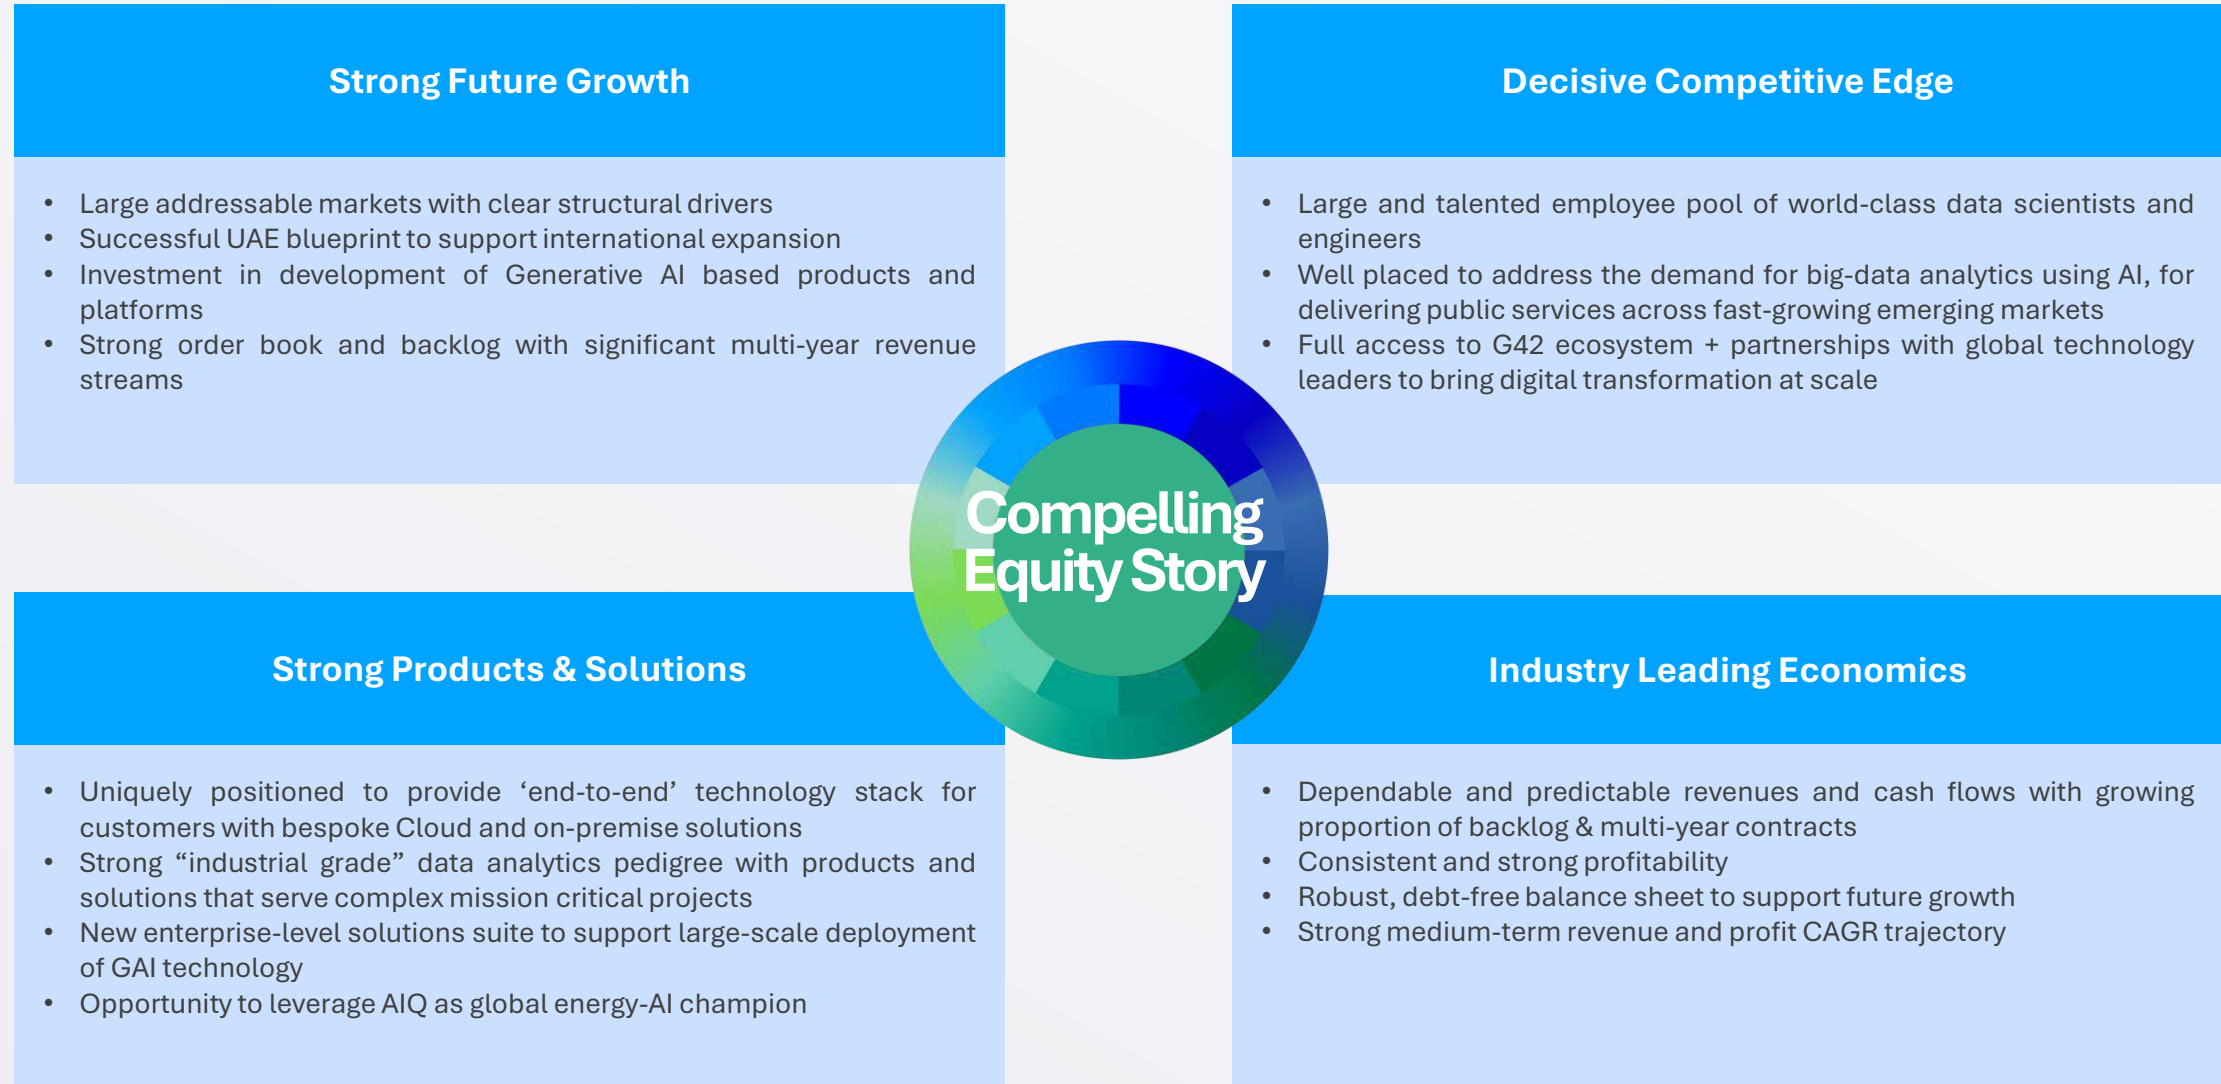 Strong Future Growth
• Large addressable markets with clear structural drivers
• Successful UAE blueprint to support international expansion
• Investment in development of Generative AI based products and
platforms
• Strong order book and backlog with significant multi-year revenue
streams
Decisive Competitive Edge
• Large and talented employee pool of world-class data scientists and
engineers
• Well placed to address the demand for big-data analytics using AI, for
delivering public services across fast-growing emerging markets
• Full access to G42 ecosystem + partnerships with global technology
leaders to bring digital transformation at scale
Compelling
Equity Story
Strong Products & Solutions
• Uniquely positioned to provide ‘end-to-end’ technology stack for
customers with bespoke Cloud and on-premise solutions
• Strong “industrial grade” data analytics pedigree with products and
solutions that serve complex mission critical projects
• New enterprise-level solutions suite to support large-scale deployment
of GAI technology
• Opportunity to leverage AIQ as global energy-AI champion
Industry Leading Economics
• Dependable and predictable revenues and cash flows with growing
proportion of backlog & multi-year contracts
• Consistent and strong profitability
• Robust, debt-free balance sheet to support future growth
• Strong medium-term revenue and profit CAGR trajectory